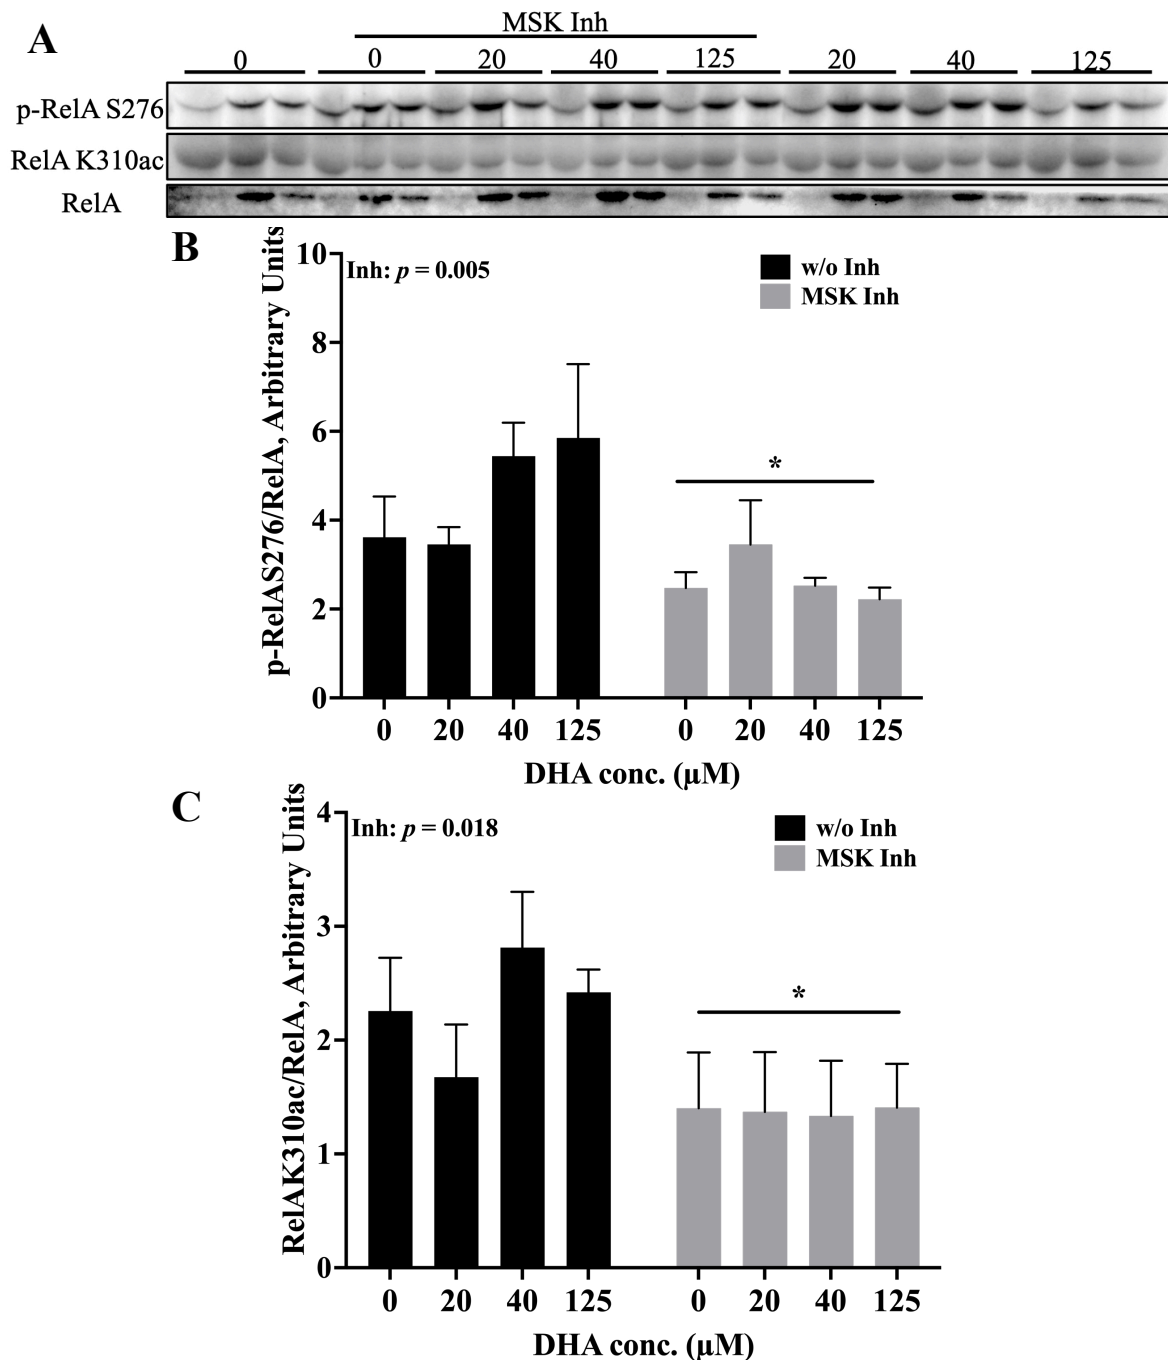 A
MSK Inh
0 0 20 40 125 20 40 125
p-RelA S276
RelA K310ac
RelA
B
p-RelAS276/RelA, Arbitrary Units
10
8
6
4
2
0
Inh: p = 0.005
w/o Inh
MSK Inh
*
0 20 40 125 0 20 40 125
DHA conc. (µM)
C
RelAK310ac/RelA, Arbitrary Units
4
3
2
1
0
Inh: p = 0.018
w/o Inh
MSK Inh
*
0 20 40 125 0 20 40 125
DHA conc. (µM)